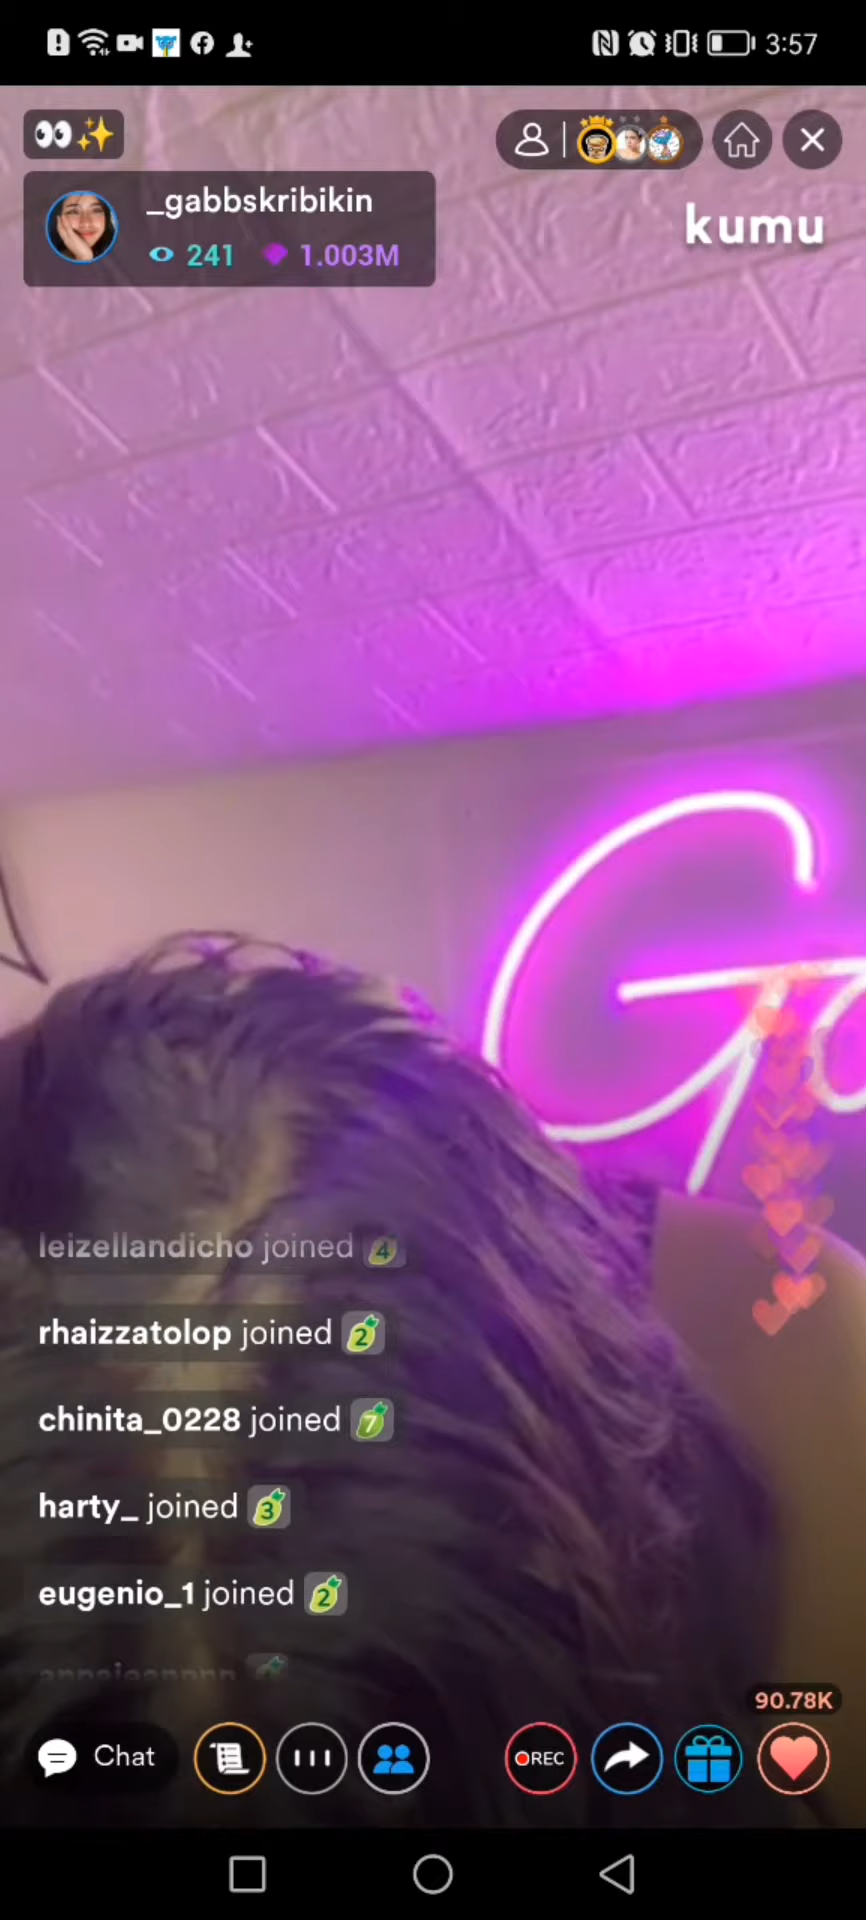 3:57
_gabbskribikin
241
1.003M
kumu
leizellandicho joined 4
rhaizzatolop joined 2
chinita_0228 joined 7
harty_ joined 3
eugenio_1 joined 2
90.78K
Chat
REC